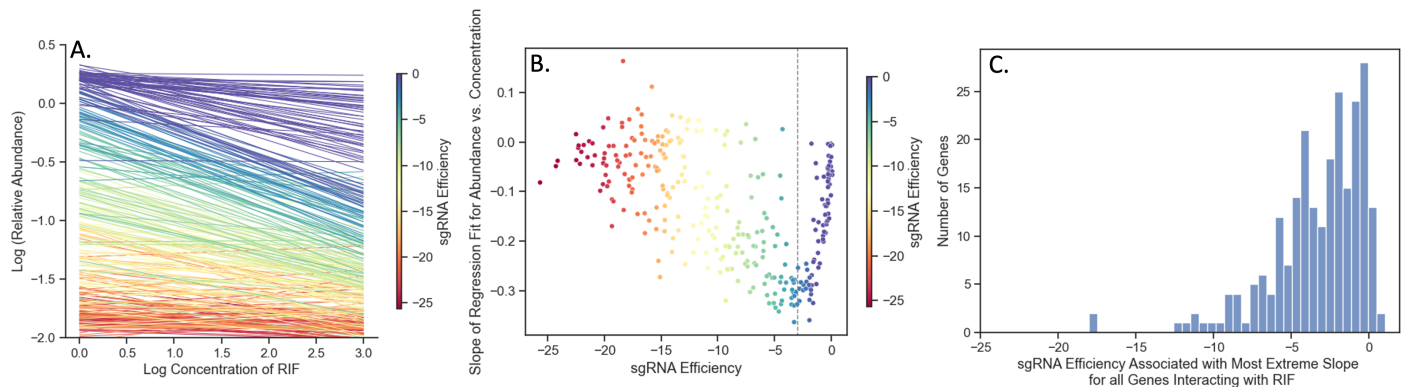 A.
0.5
0.0
−0.5
−1.0
−1.5
−2.0
Log (Relative Abundance)
0.0 0.5 1.0 1.5 2.0 2.5 3.0
Log Concentration of RIF
0
−5
−10
−15
−20
−25
sgRNA Efficiency
B.
0.1
0.0
−0.1
−0.2
−0.3
Slope of Regression Fit for Abundance vs. Concentration
−25 −20 −15 −10 −5 0
sgRNA Efficiency
0
−5
−10
−15
−20
−25
sgRNA Efficiency
C.
25
20
15
10
5
0
Number of Genes
−25 −20 −15 −10 −5 0
sgRNA Efficiency Associated with Most Extreme Slope
for all Genes Interacting with RIF